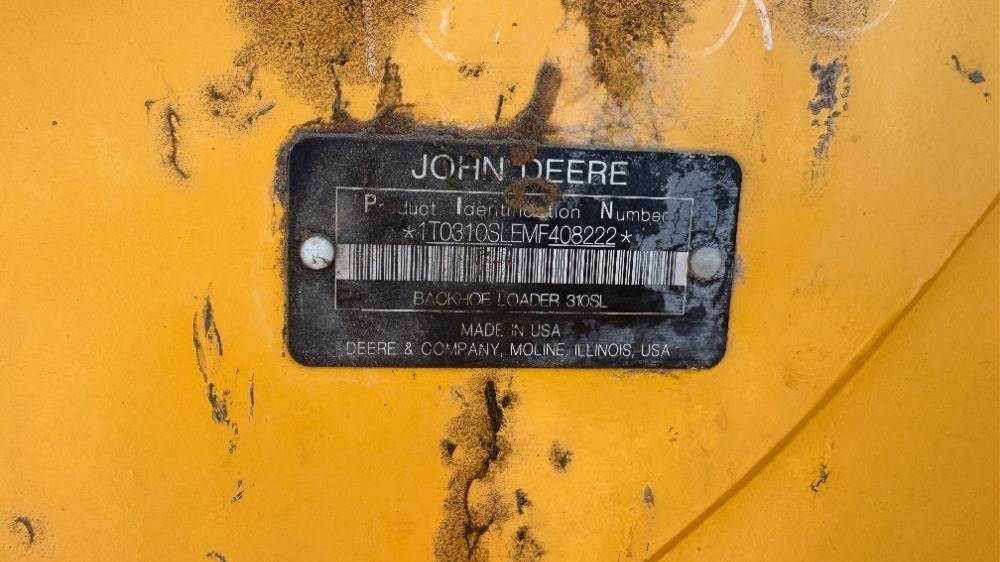 JOHN DEERE
Product Identification Number
*1T0310SLEMF408222*
BACKHOE LOADER 310SL
MADE IN USA
DEERE & COMPANY, MOLINE, ILLINOIS, USA